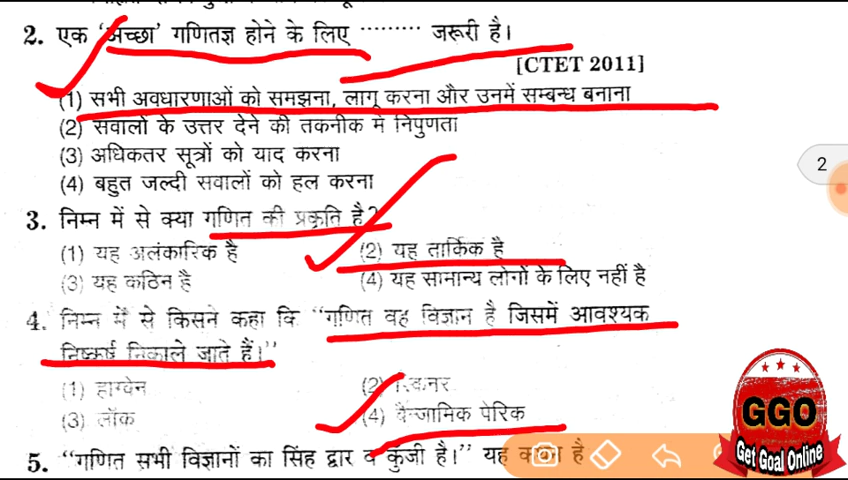 2. एक 'अच्छा' गणितज्ञ होने के लिए ········ जरूरी है।
[CTET 2011]
(1) सभी अवधारणाओं को समझना, लागू करना और उनमें सम्बन्ध बनाना
(2) सवालों के उत्तर देने की तकनीक में निपुणता
(3) अधिकतर सूत्रों को याद करना
(4) बहुत जल्दी सवालों को हल करना
2
3. निम्न में से क्या गणित की प्रकृति है?
(1) यह अलंकारिक है (2) यह तार्किक है
(3) यह कठिन है (4) यह सामान्य लोगों के लिए नहीं है
4. निम्न में से किसने कहा कि "गणित वह विज्ञान है जिसमें आवश्यक
निष्कर्ष निकाले जाते हैं।"
(1) हाग्वेन (2)
(3) लॉक (4) बैन्जामिक पेरिक
5. "गणित सभी विज्ञानों का सिंह द्वार व कुंजी है।" यह कथन है
GGO
Get Goal Online